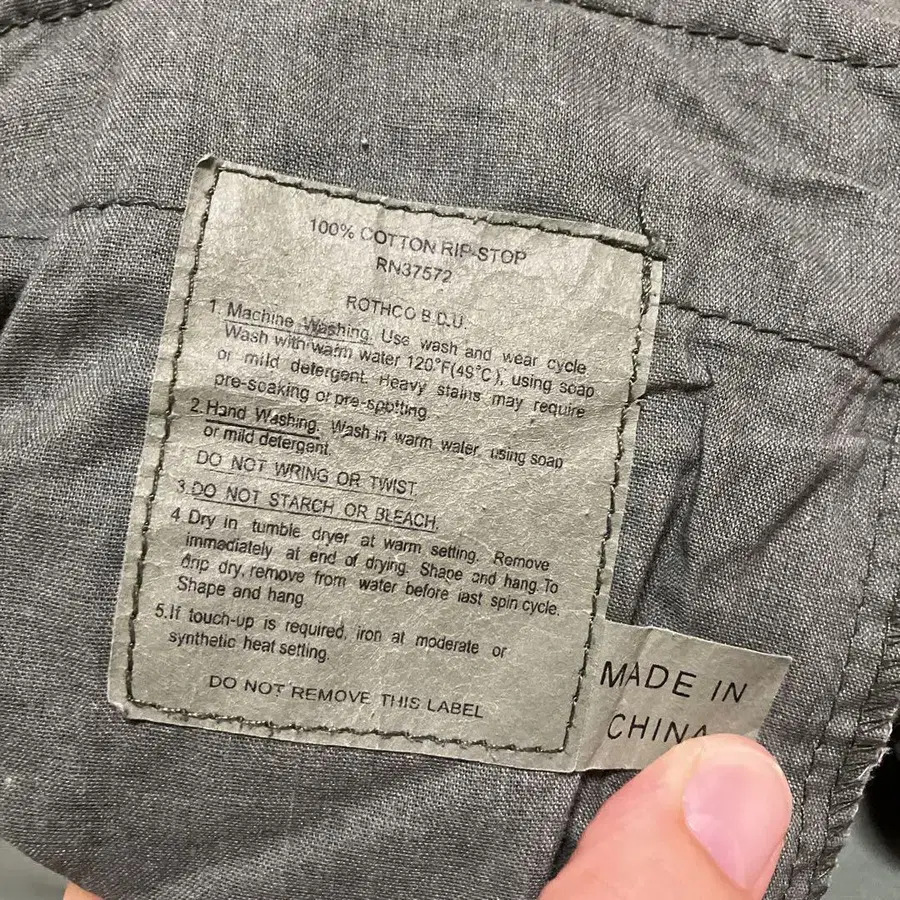 100% COTTON RIP-STOP
RN37572
ROTHCO B.D.U.
1. Machine Washing. Use wash and wear cycle
Wash with warm water 120°F(49°C), using soap
or mild detergent. Heavy stains may require
pre-soaking or pre-spotting.
2. Hand Washing. Wash in warm water, using soap
or mild detergent.
DO NOT WRING OR TWIST.
3. DO NOT STARCH OR BLEACH.
4 Dry in tumble dryer at warm setting. Remove
immediately at end of drying. Shape and hang. To
drip dry, remove from water before last spin cycle.
Shape and hang
5. If touch-up is required, iron at moderate or
synthetic heat setting.
DO NOT REMOVE THIS LABEL
MADE IN
CHINA